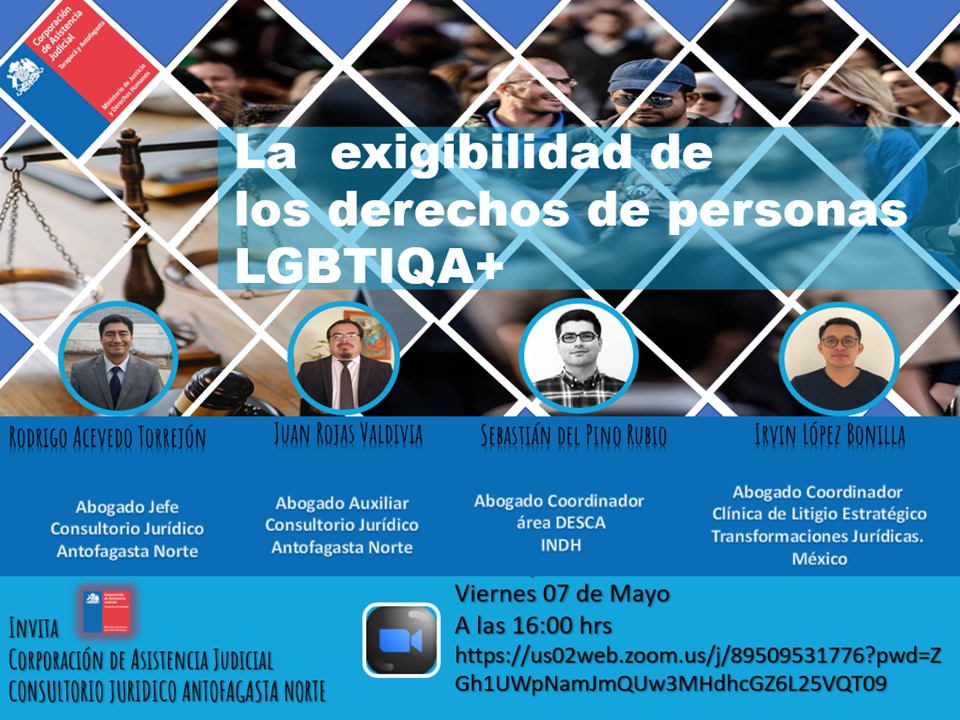 Corporación
de Asistencia
Judicial
Tarapacá y Antofagasta
Ministerio de Justicia
y Derechos Humanos
La exigibilidad de
los derechos de personas
LGBTIQA+
Rodrigo Acevedo Torrejón
Abogado Jefe
Consultorio Jurídico
Antofagasta Norte
Juan Rojas Valdivia
Abogado Auxiliar
Consultorio Jurídico
Antofagasta Norte
Sebastián del Pino Rubio
Abogado Coordinador
área DESCA
INDH
Irvin López Bonilla
Abogado Coordinador
Clínica de Litigio Estratégico
Transformaciones Jurídicas.
México
Invita
Corporación de Asistencia Judicial
CONSULTORIO JURIDICO ANTOFAGASTA NORTE
Viernes 07 de Mayo
A las 16:00 hrs
https://us02web.zoom.us/j/89509531776?pwd=Z
Gh1UWpNamJmQUw3MHdhcGZ6L25VQT09